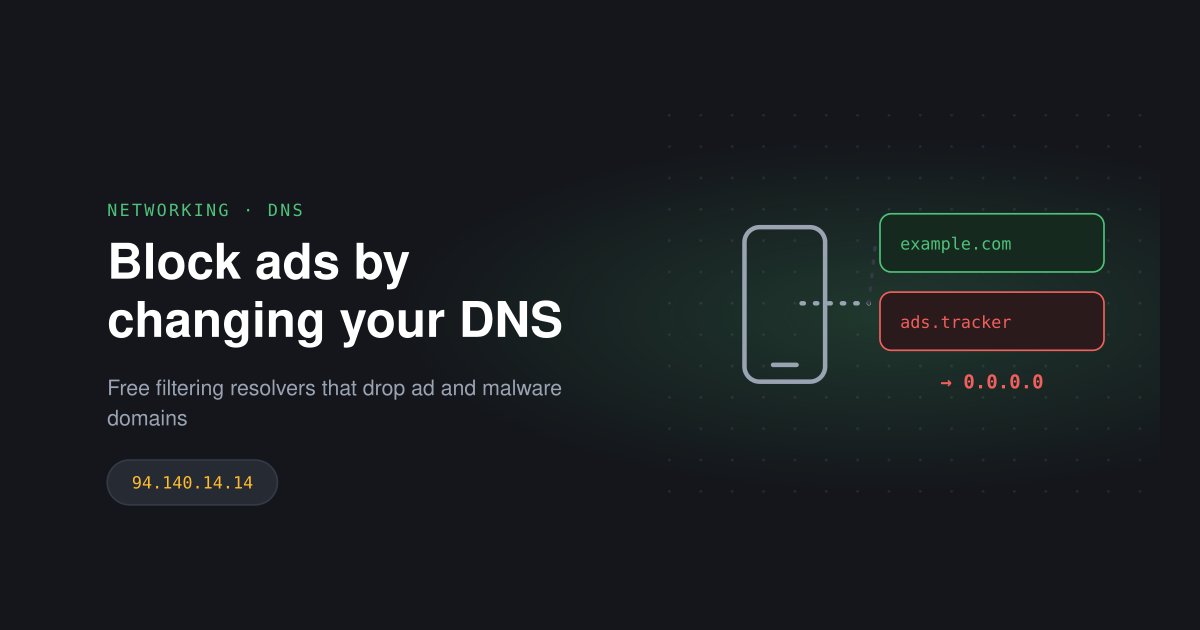 NETWORKING · DNS
Block ads by
changing your DNS
Free filtering resolvers that drop ad and malware
domains
94.140.14.14
example.com
ads.tracker
→ 0.0.0.0